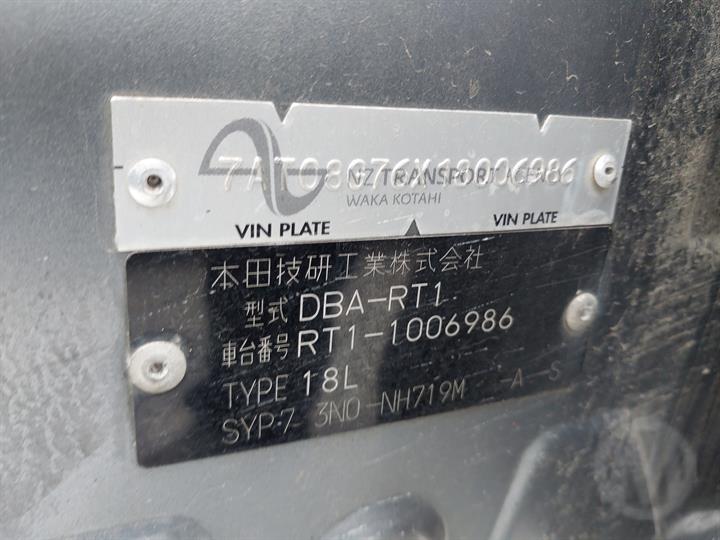 7AT08G76X18006986
NZ TRANSPORT AGENCY
WAKA KOTAHI
VIN PLATE VIN PLATE
本田技研工業株式会社
型式 DBA-RT1
車台番号 RT1-1006986
TYPE 18L
SYP:7 3N0-NH719M -A-S